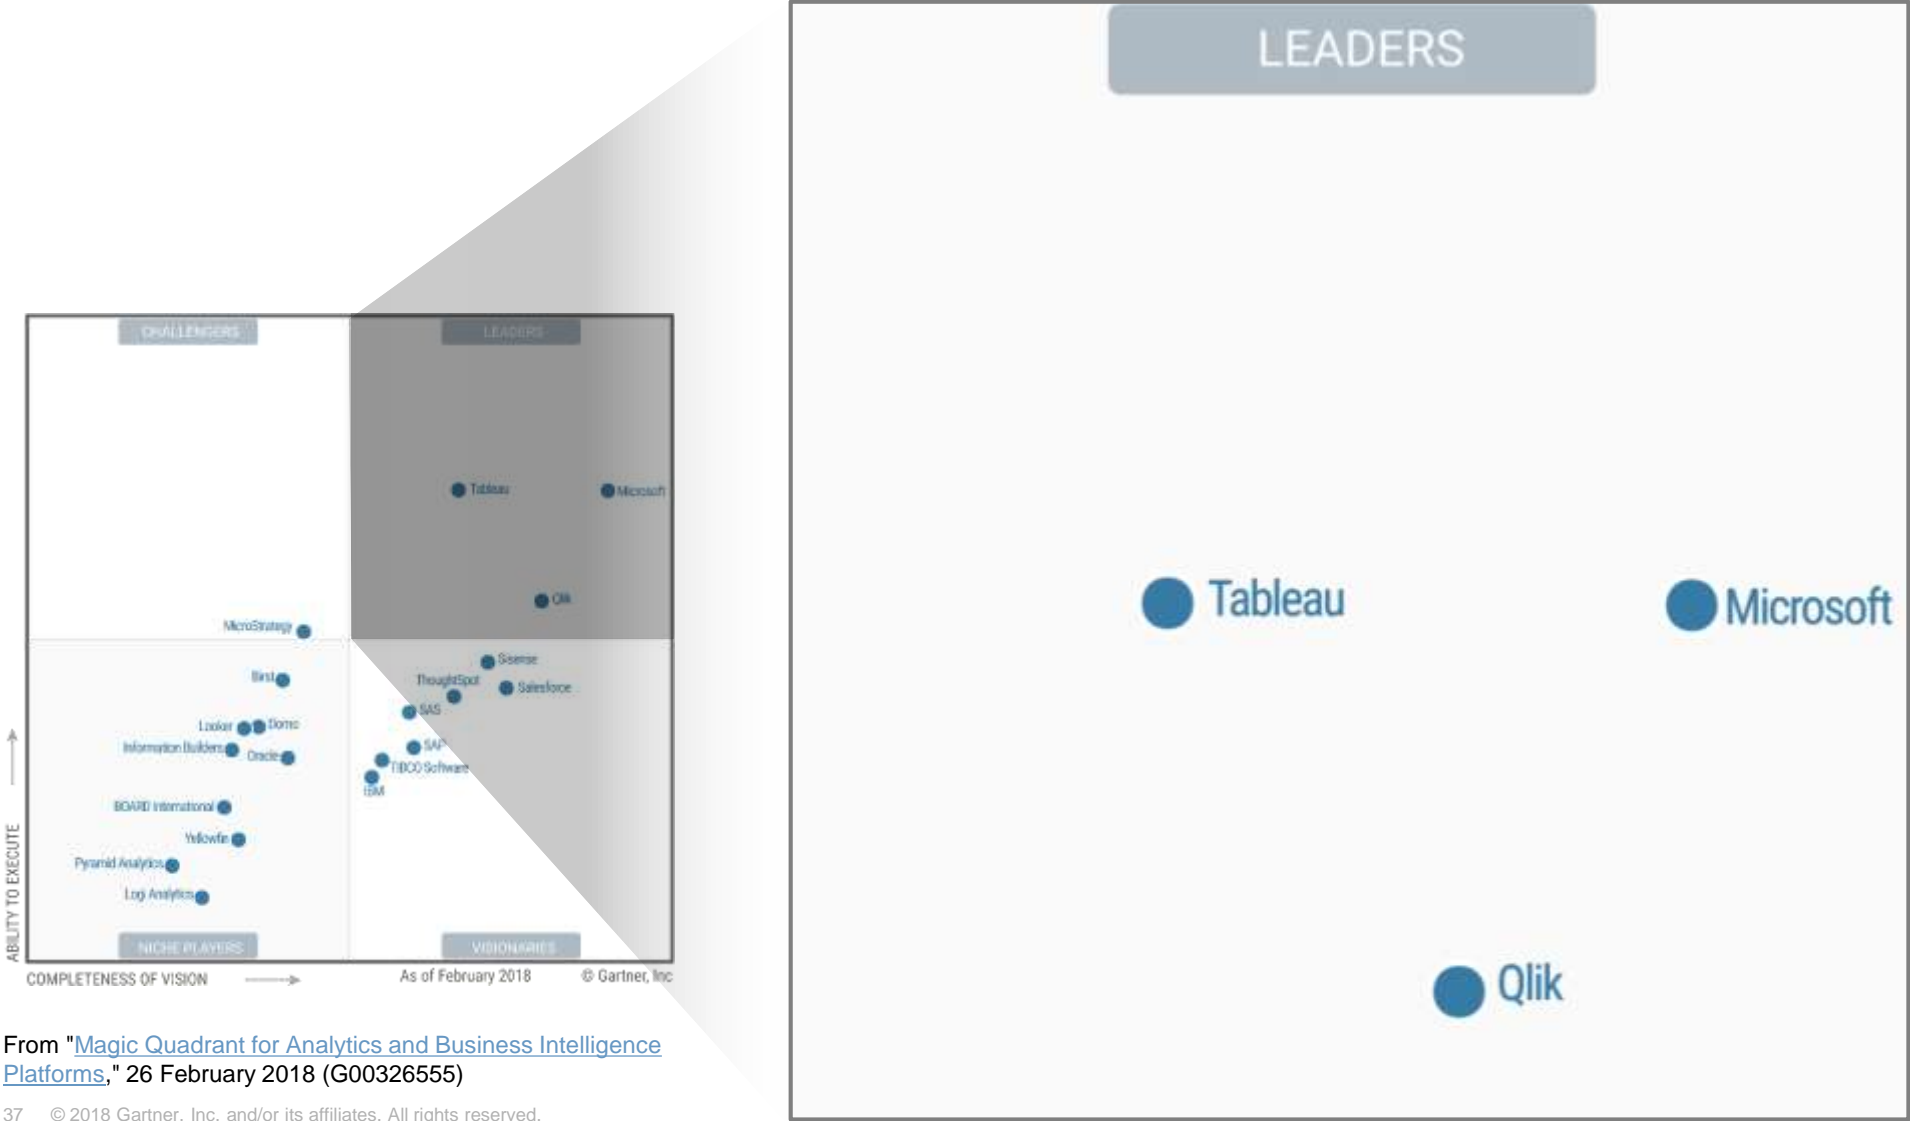 LEADERS
Tableau
Microsoft
Qlik
CHALLENGERS
LEADERS
Tableau
Microsoft
Qlik
MicroStrategy
Sisense
Birst
ThoughtSpot
Salesforce
SAS
Looker
Domo
Information Builders
Oracle
SAP
TIBCO Software
IBM
BOARD International
Yellowfin
Pyramid Analytics
Logi Analytics
NICHE PLAYERS
VISIONARIES
ABILITY TO EXECUTE
COMPLETENESS OF VISION
As of February 2018
© Gartner, Inc
From "Magic Quadrant for Analytics and Business Intelligence
Platforms," 26 February 2018 (G00326555)
37 © 2018 Gartner, Inc. and/or its affiliates. All rights reserved.